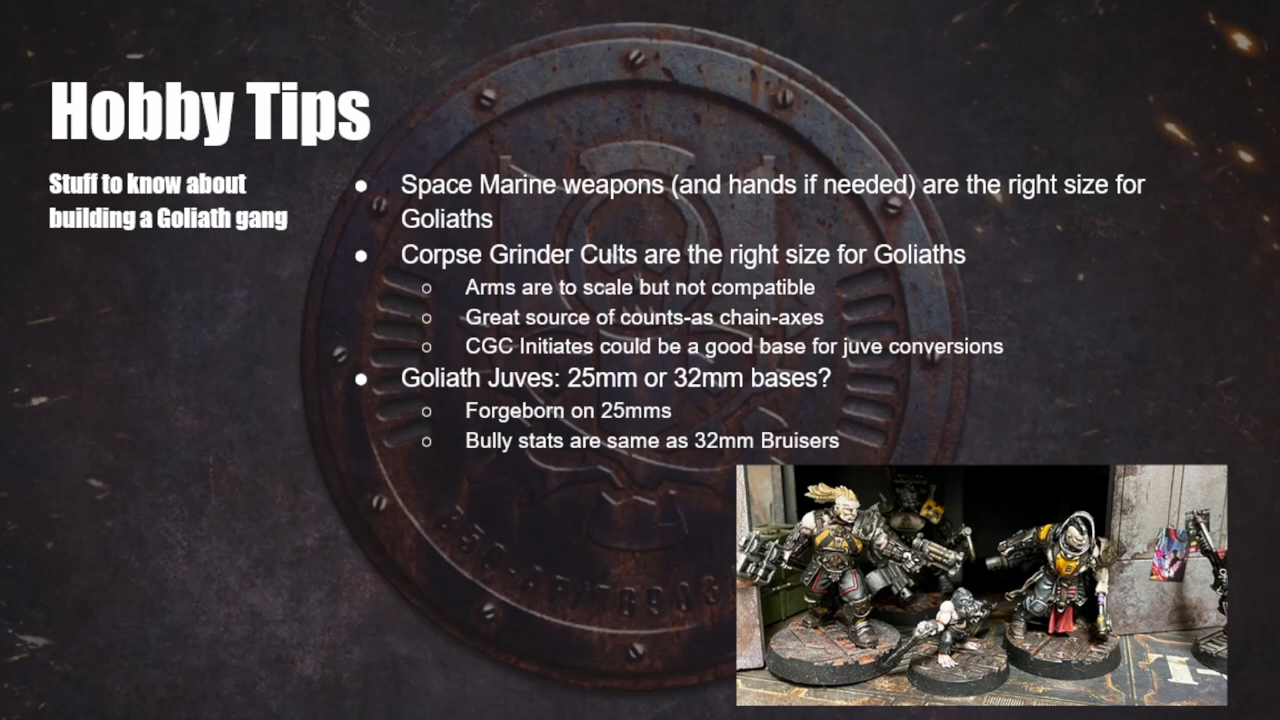 Hobby Tips
Stuff to know about
building a Goliath gang
● Space Marine weapons (and hands if needed) are the right size for
Goliaths
● Corpse Grinder Cults are the right size for Goliaths
○ Arms are to scale but not compatible
○ Great source of counts-as chain-axes
○ CGC Initiates could be a good base for juve conversions
● Goliath Juves: 25mm or 32mm bases?
○ Forgeborn on 25mms
○ Bully stats are same as 32mm Bruisers